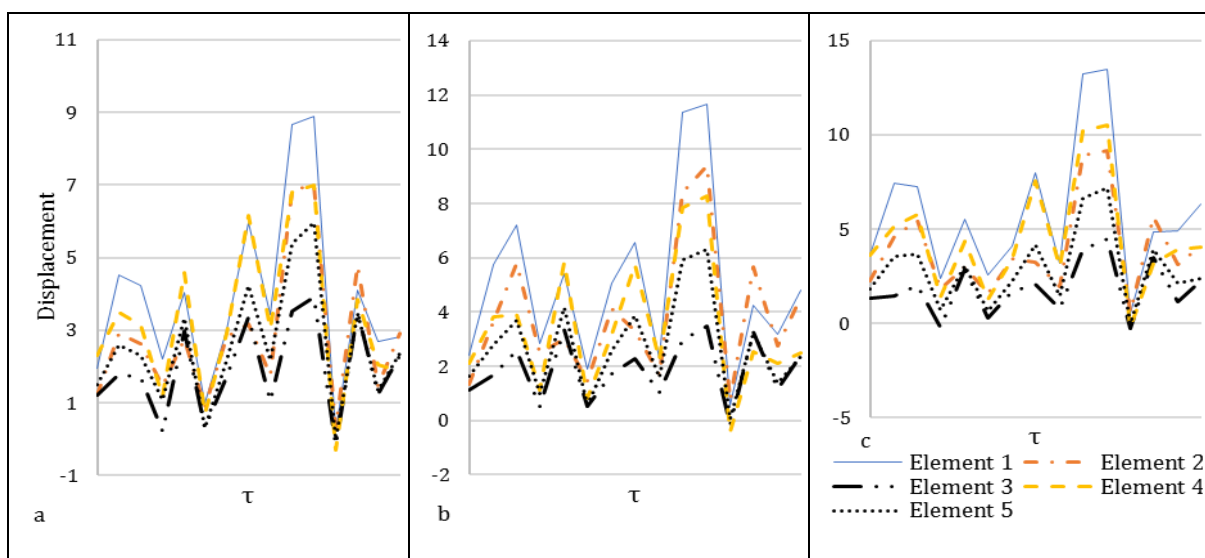 11
9
7
5
3
1
-1
Displacement
τ
a
14
12
10
8
6
4
2
0
-2
τ
b
15
10
5
0
-5
c
τ
Element 1
Element 2
Element 3
Element 4
Element 5